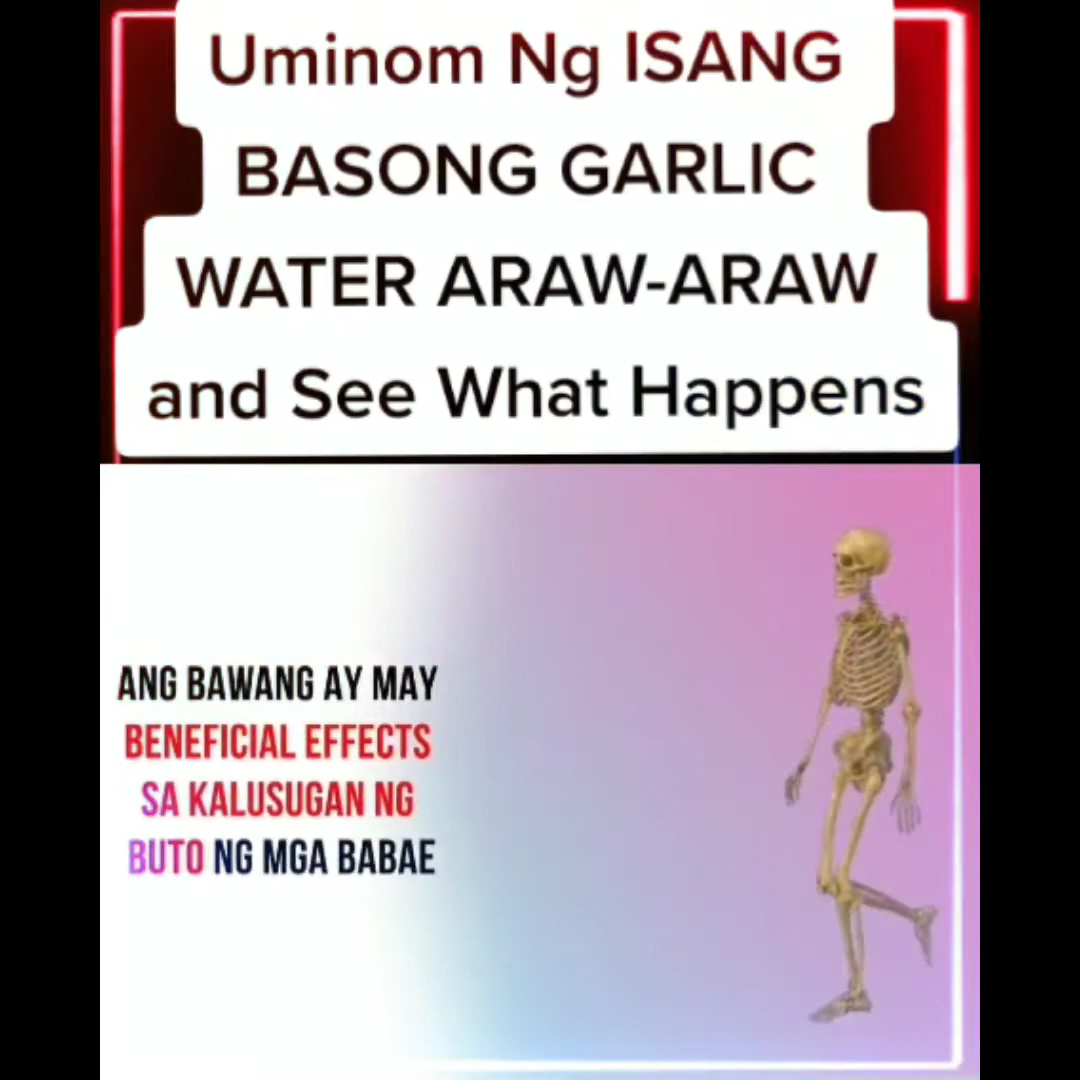 Uminom Ng ISANG
BASONG GARLIC
WATER ARAW-ARAW
and See What Happens
ANG BAWANG AY MAY
BENEFICIAL EFFECTS
SA KALUSUGAN NG
BUTO NG MGA BABAE